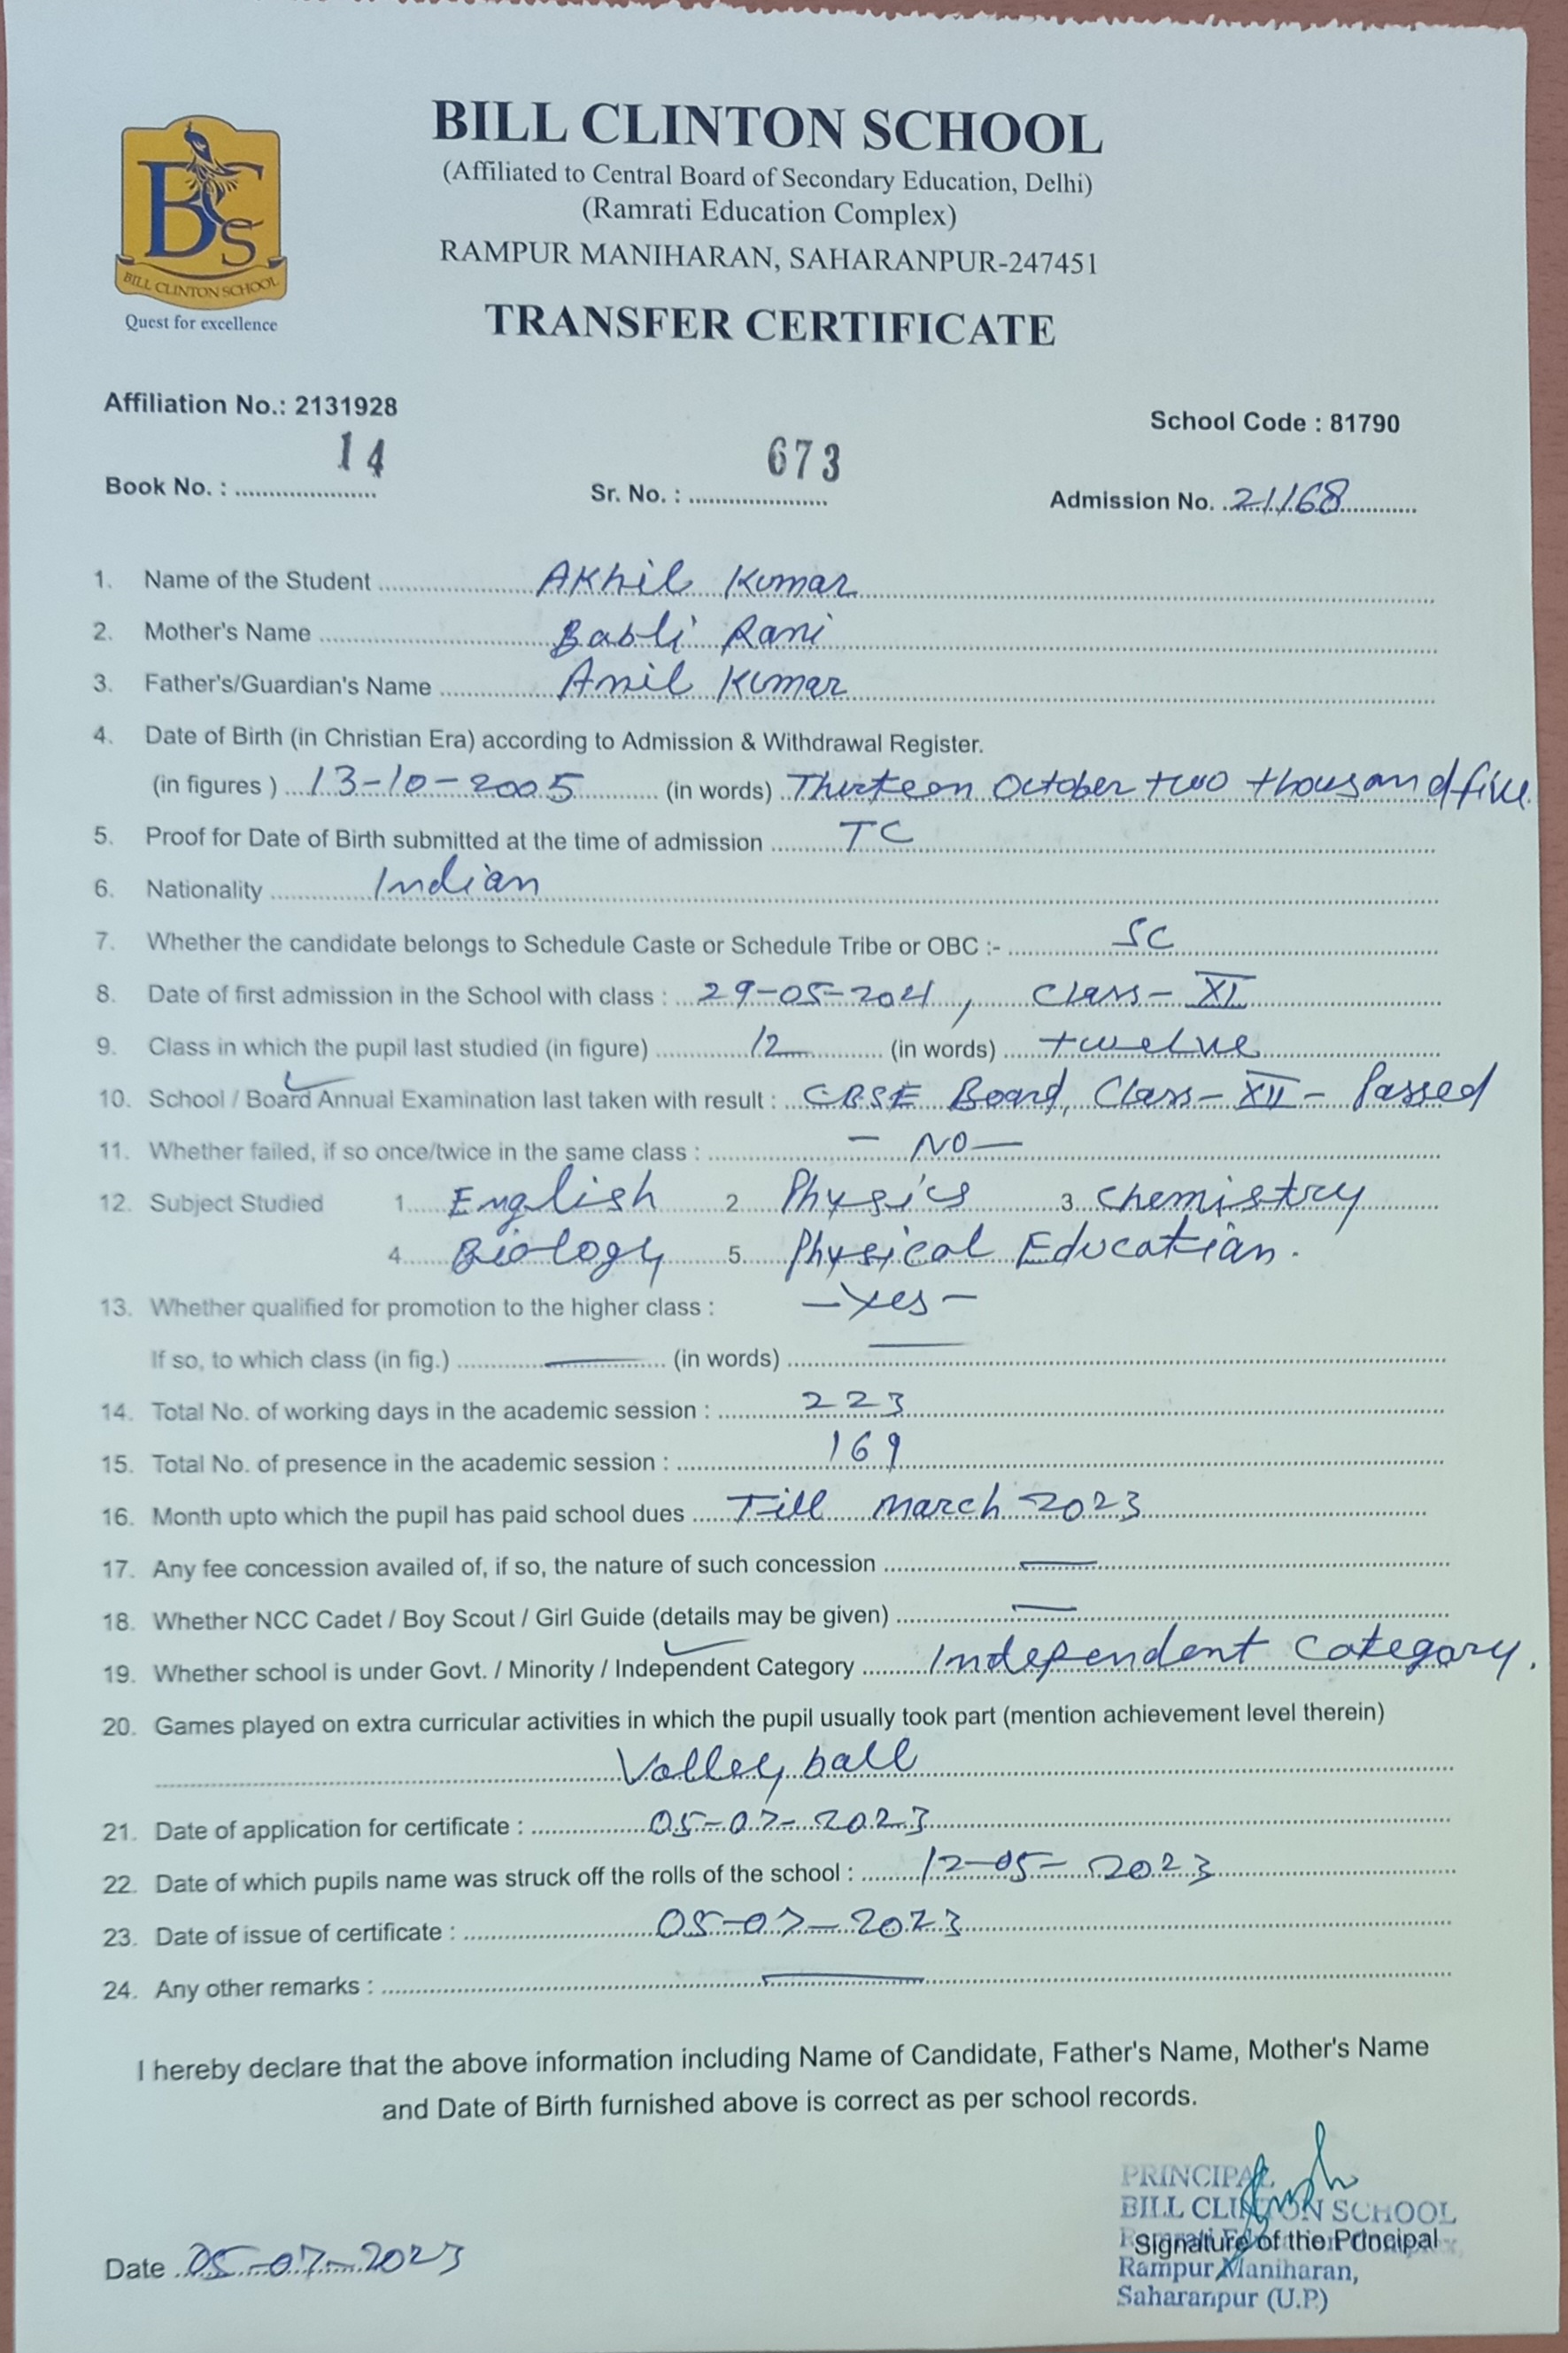 BILL CLINTON SCHOOL
(Affiliated to Central Board of Secondary Education, Delhi)
(Ramrati Education Complex)
RAMPUR MANIHARAN, SAHARANPUR-247451
BCS
BILL CLINTON SCHOOL
Quest for excellence
TRANSFER CERTIFICATE
Affiliation No.: 2131928
School Code : 81790
Book No. : 14 Sr. No. : 673 Admission No. 21/168
1. Name of the Student Akhil Kumar
2. Mother's Name Babli Rani
3. Father's/Guardian's Name Anil Kumar
4. Date of Birth (in Christian Era) according to Admission & Withdrawal Register.
(in figures ) 13-10-2005 (in words) Thirteen October two thousand five
5. Proof for Date of Birth submitted at the time of admission TC
6. Nationality Indian
7. Whether the candidate belongs to Schedule Caste or Schedule Tribe or OBC :- SC
8. Date of first admission in the School with class : 29-05-2021, Class- XI
9. Class in which the pupil last studied (in figure) 12 (in words) twelve
10. School / Board Annual Examination last taken with result : CBSE Board, Class- XII - Passed
11. Whether failed, if so once/twice in the same class : - NO -
12. Subject Studied 1. English 2. Physics 3. Chemistry
4. Biology 5. Physical Education.
13. Whether qualified for promotion to the higher class : - Yes -
If so, to which class (in fig.) — (in words) —
14. Total No. of working days in the academic session : 223
15. Total No. of presence in the academic session : 169
16. Month upto which the pupil has paid school dues Till March 2023
17. Any fee concession availed of, if so, the nature of such concession —
18. Whether NCC Cadet / Boy Scout / Girl Guide (details may be given) —
19. Whether school is under Govt. / Minority / Independent Category Independent Category.
20. Games played on extra curricular activities in which the pupil usually took part (mention achievement level therein)
Volley ball
21. Date of application for certificate : 05-07-2023
22. Date of which pupils name was struck off the rolls of the school : 12-05-2023
23. Date of issue of certificate : 05-07-2023
24. Any other remarks : —
I hereby declare that the above information including Name of Candidate, Father's Name, Mother's Name
and Date of Birth furnished above is correct as per school records.
PRINCIPAL
BILL CLINTON SCHOOL
Signature of the Principal
Rampur Maniharan,
Saharanpur (U.P.)
Date 05-07-2023